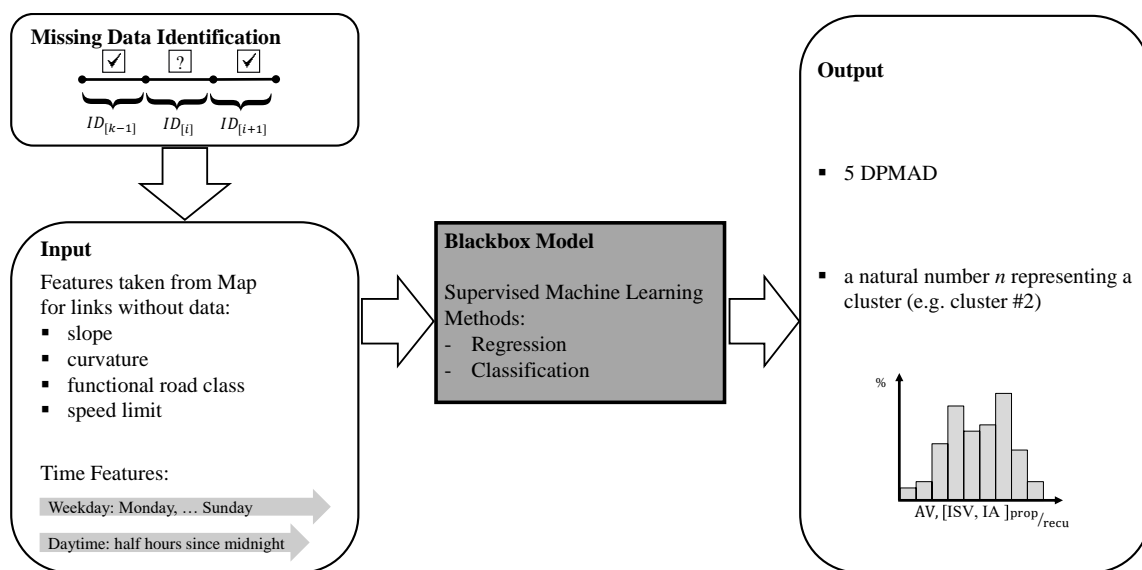 Missing Data Identification
?
ID[k−1] ID[i] ID[i+1]
Input
Features taken from Map
for links without data:
▪ slope
▪ curvature
▪ functional road class
▪ speed limit
Time Features:
Weekday: Monday, … Sunday
Daytime: half hours since midnight
Blackbox Model
Supervised Machine Learning
Methods:
- Regression
- Classification
Output
▪ 5 DPMAD
▪ a natural number n representing a
cluster (e.g. cluster #2)
%
AV, [ISV, IA ]prop/recu